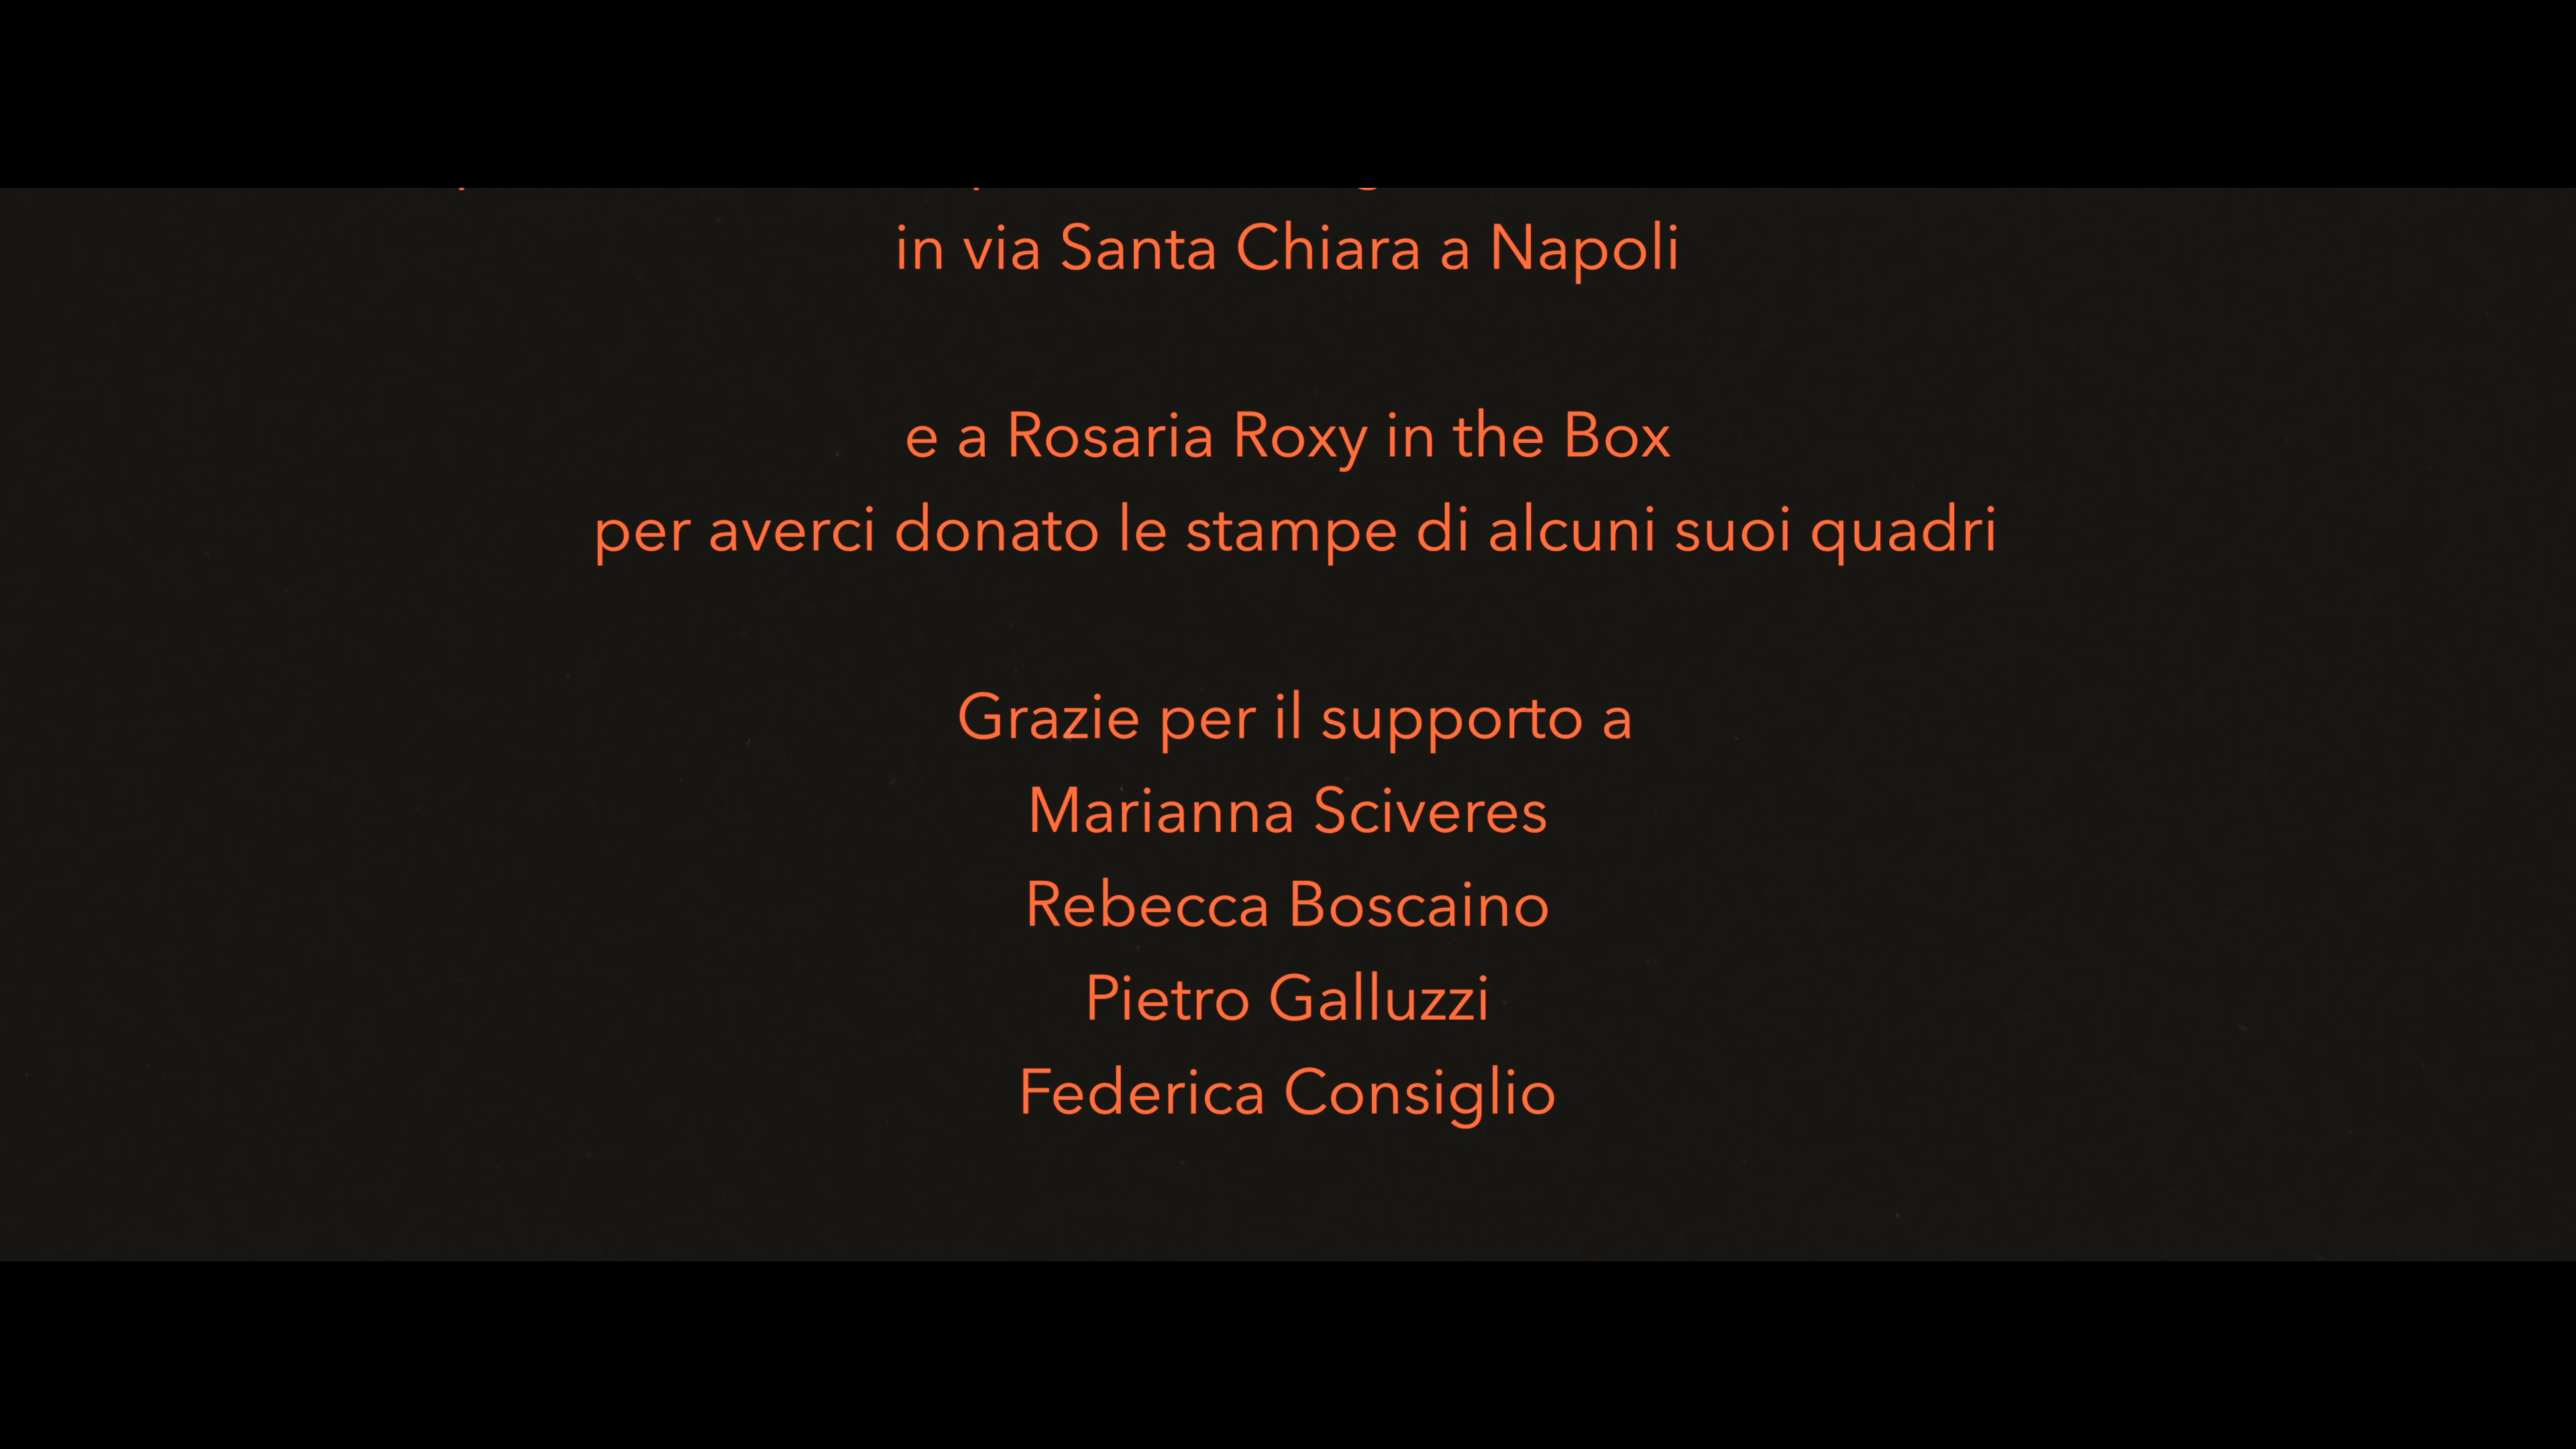 in via Santa Chiara a Napoli
e a Rosaria Roxy in the Box
per averci donato le stampe di alcuni suoi quadri
Grazie per il supporto a
Marianna Sciveres
Rebecca Boscaino
Pietro Galluzzi
Federica Consiglio